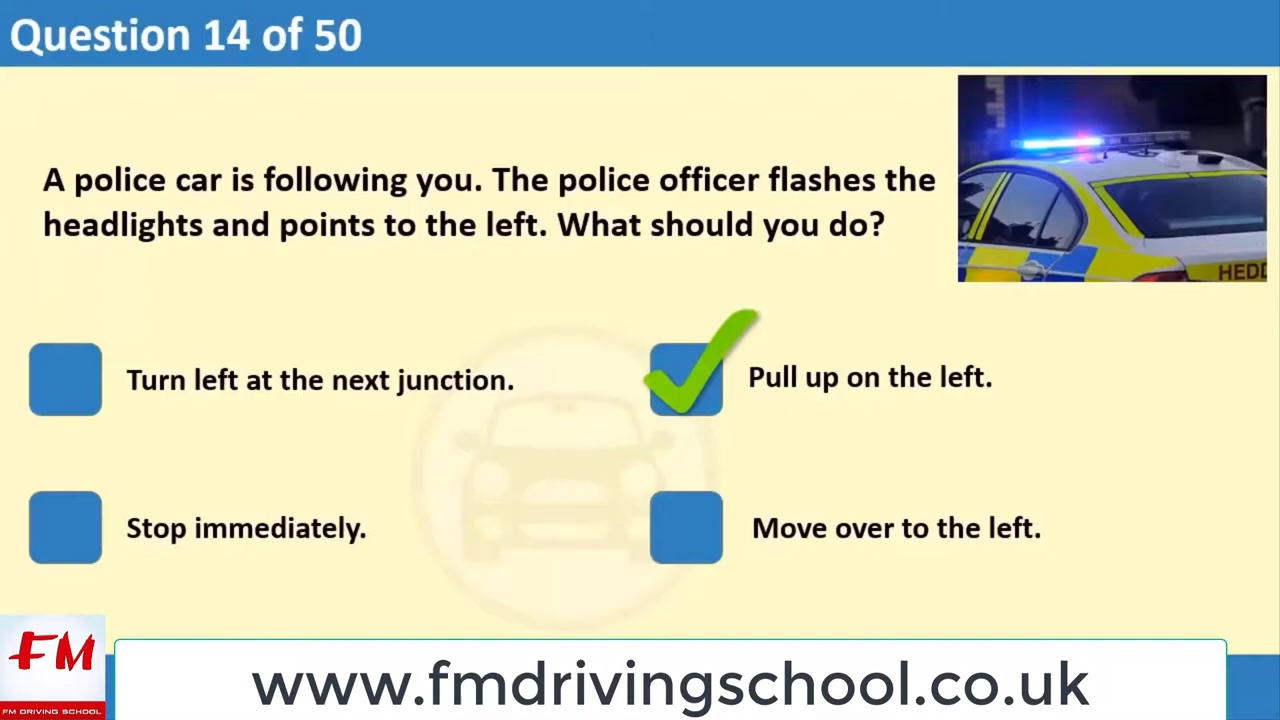 Question 14 of 50
A police car is following you. The police officer flashes the
headlights and points to the left. What should you do?
Turn left at the next junction.
Pull up on the left.
Stop immediately.
Move over to the left.
FM
FM DRIVING SCHOOL
www.fmdrivingschool.co.uk